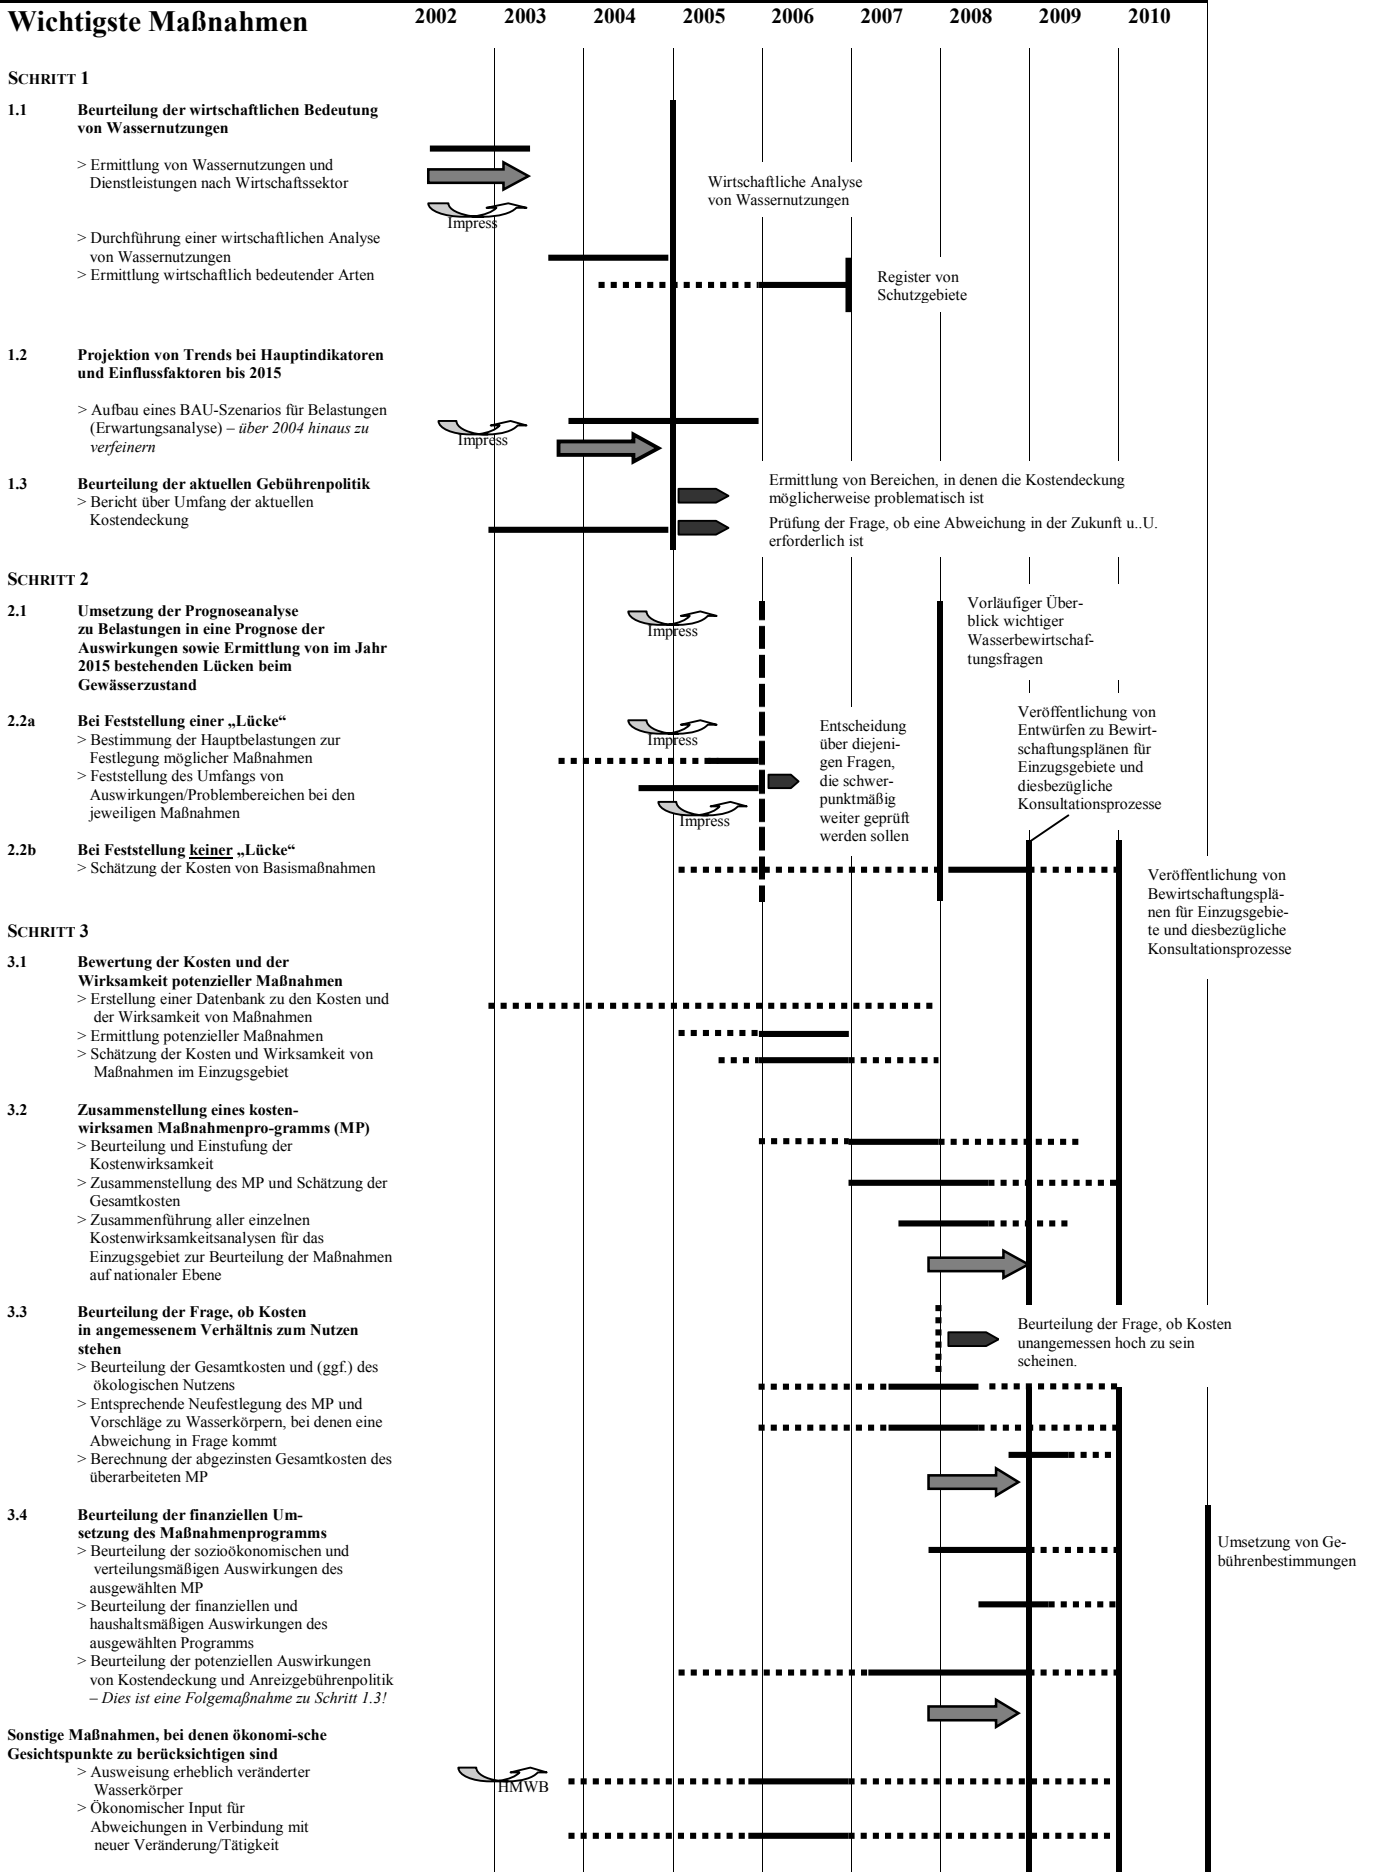 Wichtigste Maßnahmen
2002 2003 2004 2005 2006 2007 2008 2009 2010
SCHRITT 1
1.1 Beurteilung der wirtschaftlichen Bedeutung
von Wassernutzungen
> Ermittlung von Wassernutzungen und
Dienstleistungen nach Wirtschaftssektor
Impress
Wirtschaftliche Analyse
von Wassernutzungen
> Durchführung einer wirtschaftlichen Analyse
von Wassernutzungen
> Ermittlung wirtschaftlich bedeutender Arten
Register von
Schutzgebiete
1.2 Projektion von Trends bei Hauptindikatoren
und Einflussfaktoren bis 2015
> Aufbau eines BAU-Szenarios für Belastungen
(Erwartungsanalyse) – über 2004 hinaus zu
verfeinern
Impress
1.3 Beurteilung der aktuellen Gebührenpolitik
> Bericht über Umfang der aktuellen
Kostendeckung
Ermittlung von Bereichen, in denen die Kostendeckung
möglicherweise problematisch ist
Prüfung der Frage, ob eine Abweichung in der Zukunft u..U.
erforderlich ist
SCHRITT 2
2.1 Umsetzung der Prognoseanalyse
zu Belastungen in eine Prognose der
Auswirkungen sowie Ermittlung von im Jahr
2015 bestehenden Lücken beim
Gewässerzustand
Impress
Vorläufiger Über-
blick wichtiger
Wasserbewirtschaf-
tungsfragen
2.2a Bei Feststellung einer „Lücke“
> Bestimmung der Hauptbelastungen zur
Festlegung möglicher Maßnahmen
> Feststellung des Umfangs von
Auswirkungen/Problembereichen bei den
jeweiligen Maßnahmen
Impress
Impress
Entscheidung
über diejeni-
gen Fragen,
die schwer-
punktmäßig
weiter geprüft
werden sollen
Veröffentlichung von
Entwürfen zu Bewirt-
schaftungsplänen für
Einzugsgebiete und
diesbezügliche
Konsultationsprozesse
2.2b Bei Feststellung keiner „Lücke“
> Schätzung der Kosten von Basismaßnahmen
Veröffentlichung von
Bewirtschaftungsplä-
nen für Einzugsgebie-
te und diesbezügliche
Konsultationsprozesse
SCHRITT 3
3.1 Bewertung der Kosten und der
Wirksamkeit potenzieller Maßnahmen
> Erstellung einer Datenbank zu den Kosten und
der Wirksamkeit von Maßnahmen
> Ermittlung potenzieller Maßnahmen
> Schätzung der Kosten und Wirksamkeit von
Maßnahmen im Einzugsgebiet
3.2 Zusammenstellung eines kosten-
wirksamen Maßnahmenpro-gramms (MP)
> Beurteilung und Einstufung der
Kostenwirksamkeit
> Zusammenstellung des MP und Schätzung der
Gesamtkosten
> Zusammenführung aller einzelnen
Kostenwirksamkeitsanalysen für das
Einzugsgebiet zur Beurteilung der Maßnahmen
auf nationaler Ebene
3.3 Beurteilung der Frage, ob Kosten
in angemessenem Verhältnis zum Nutzen
stehen
> Beurteilung der Gesamtkosten und (ggf.) des
ökologischen Nutzens
> Entsprechende Neufestlegung des MP und
Vorschläge zu Wasserkörpern, bei denen eine
Abweichung in Frage kommt
> Berechnung der abgezinsten Gesamtkosten des
überarbeiteten MP
Beurteilung der Frage, ob Kosten
unangemessen hoch zu sein
scheinen.
3.4 Beurteilung der finanziellen Um-
setzung des Maßnahmenprogramms
> Beurteilung der sozioökonomischen und
verteilungsmäßigen Auswirkungen des
ausgewählten MP
> Beurteilung der finanziellen und
haushaltsmäßigen Auswirkungen des
ausgewählten Programms
> Beurteilung der potenziellen Auswirkungen
von Kostendeckung und Anreizgebührenpolitik
– Dies ist eine Folgemaßnahme zu Schritt 1.3!
Umsetzung von Ge-
bührenbestimmungen
Sonstige Maßnahmen, bei denen ökonomi-sche
Gesichtspunkte zu berücksichtigen sind
> Ausweisung erheblich veränderter
Wasserkörper
HMWB
> Ökonomischer Input für
Abweichungen in Verbindung mit
neuer Veränderung/Tätigkeit